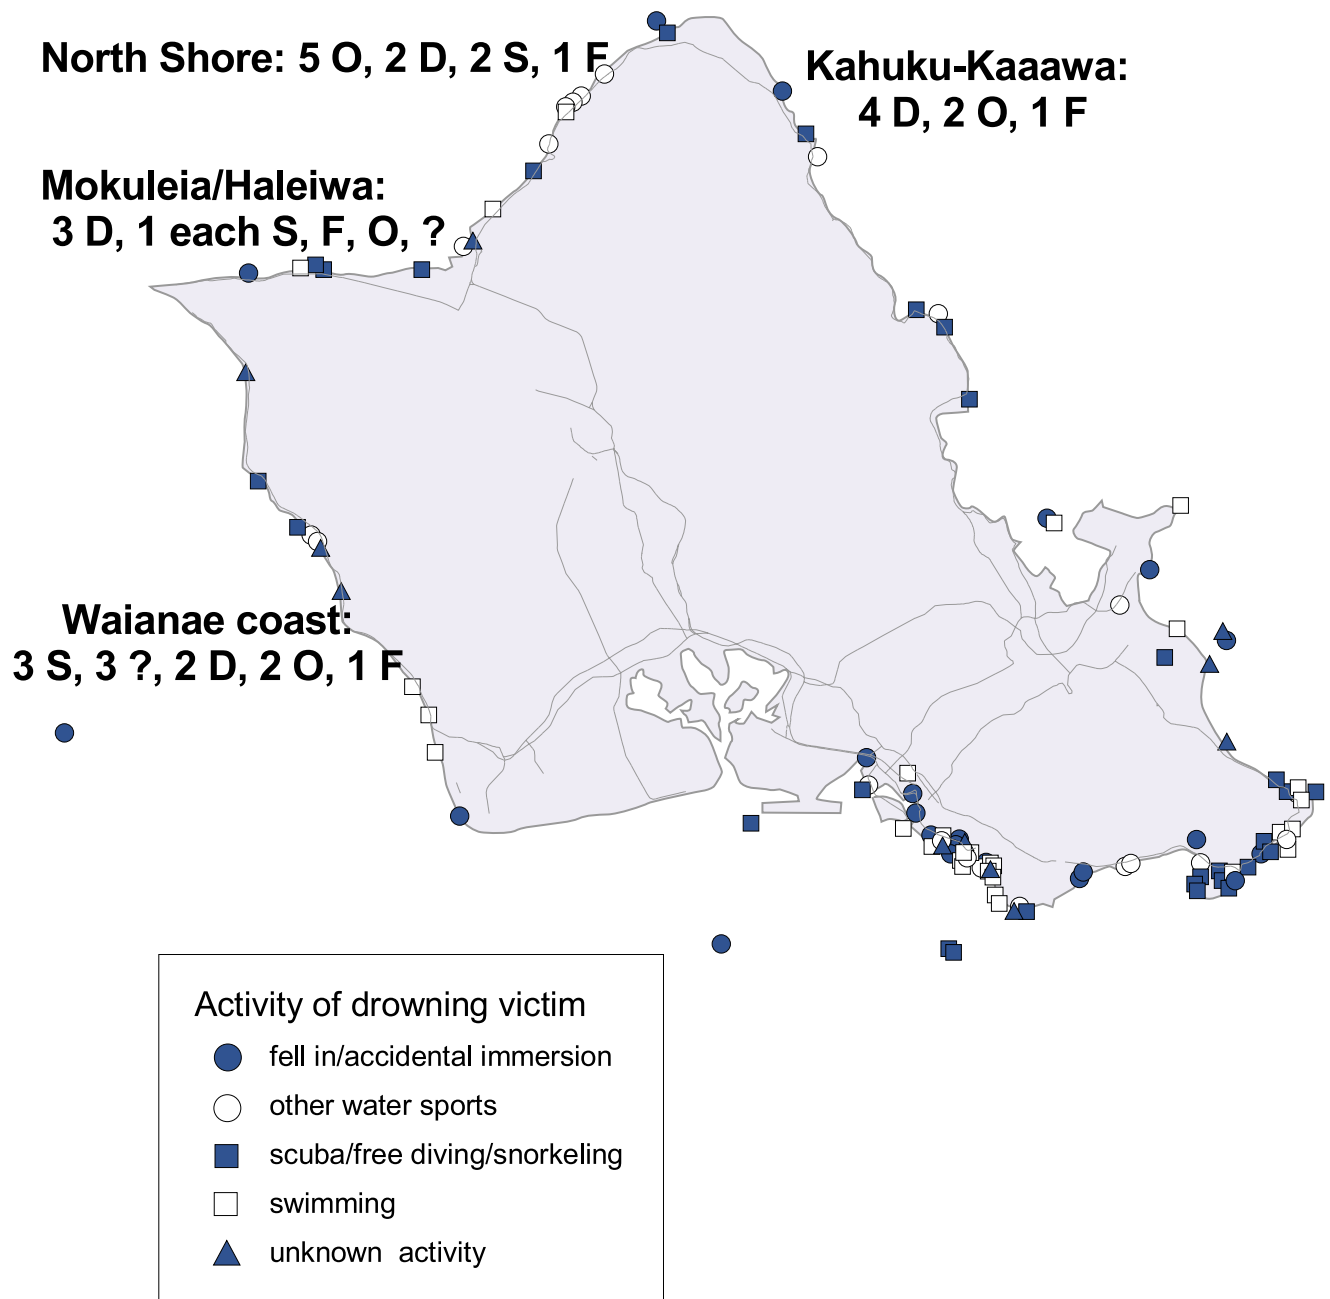 North Shore: 5 O, 2 D, 2 S, 1 F
Kahuku-Kaaawa:
4 D, 2 O, 1 F
Mokuleia/Haleiwa:
3 D, 1 each S, F, O, ?
Waianae coast:
3 S, 3 ?, 2 D, 2 O, 1 F
Activity of drowning victim
fell in/accidental immersion
other water sports
scuba/free diving/snorkeling
swimming
unknown activity